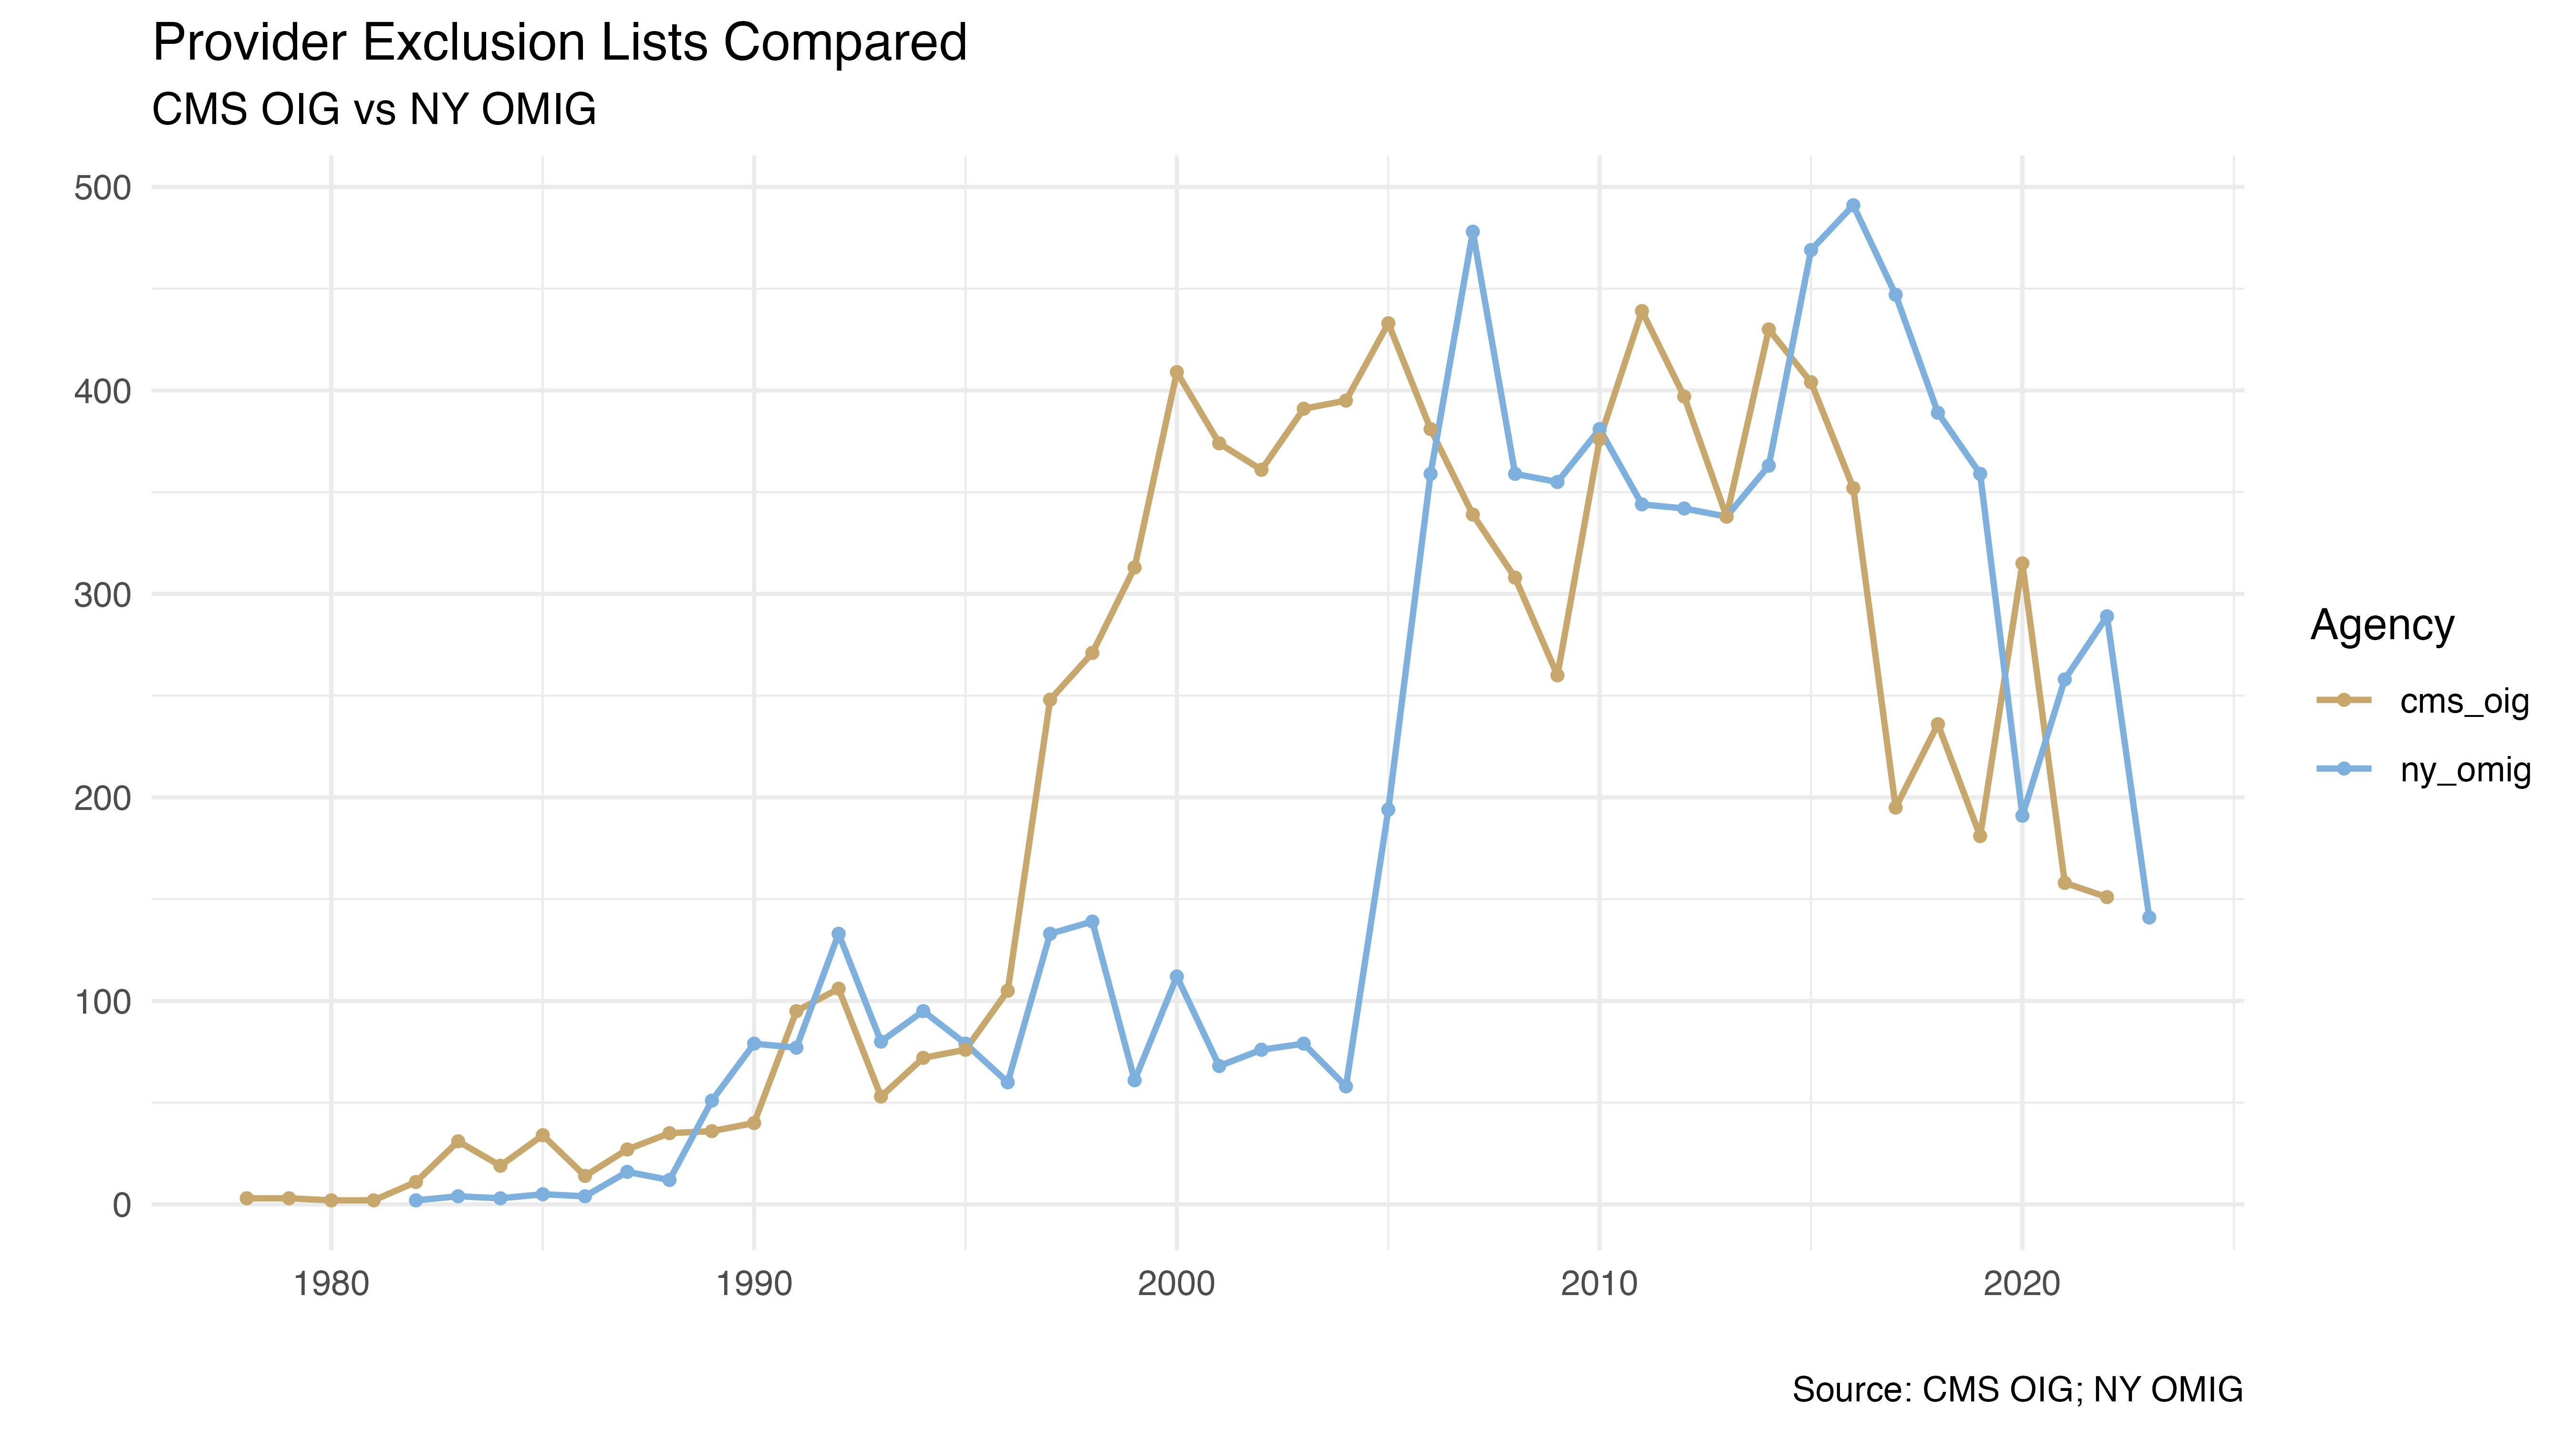 Provider Exclusion Lists Compared
CMS OIG vs NY OMIG
500
400
300
200
100
0
1980 1990 2000 2010 2020
Agency
cms_oig
ny_omig
Source: CMS OIG; NY OMIG